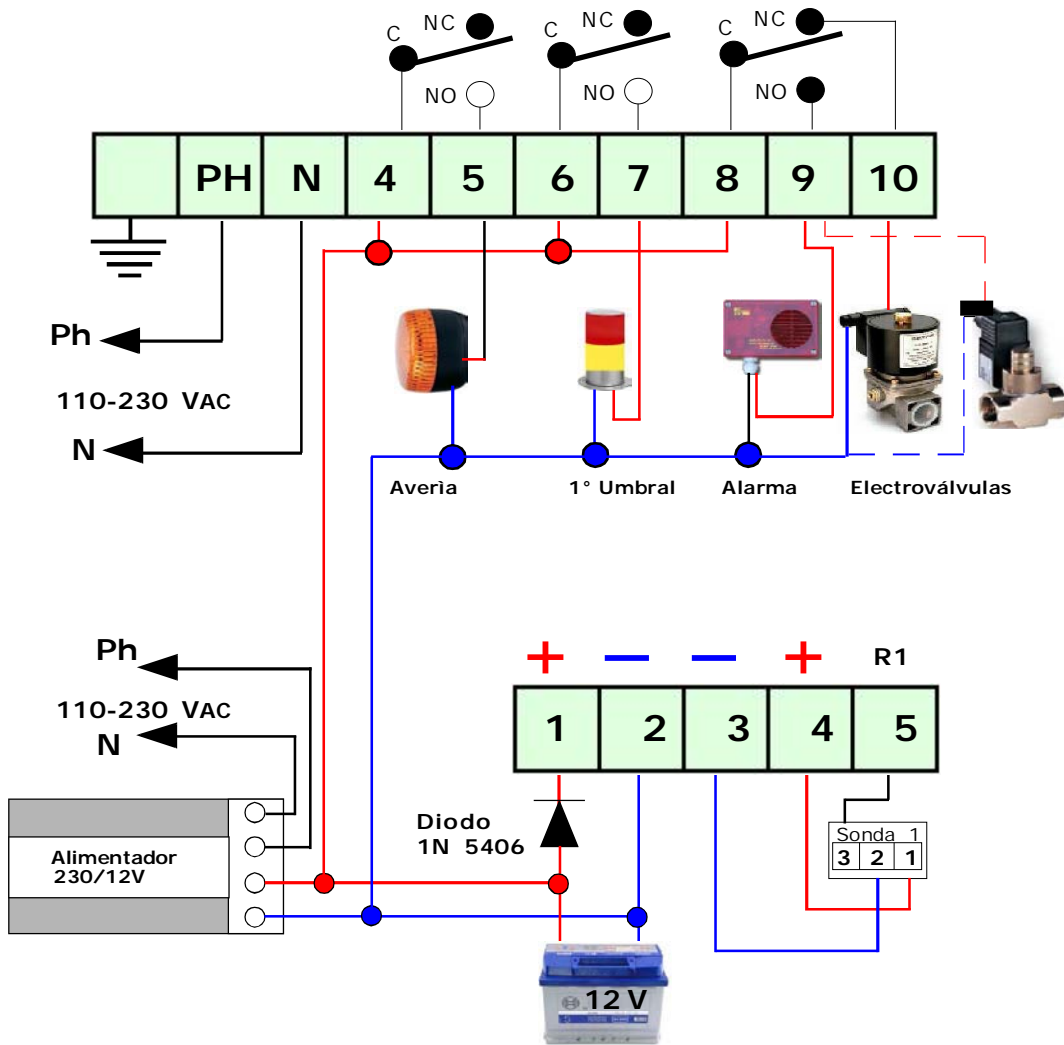 C NC C NC C NC
NO NO NO
PH N 4 5 6 7 8 9 10
Ph
110-230 VAC
N
Averìa 1° Umbral Alarma Electroválvulas
Ph
110-230 VAC
N
+ — — + R1
1 2 3 4 5
Diodo
1N 5406
Sonda 1
3 2 1
Alimentador
230/12V
12 V